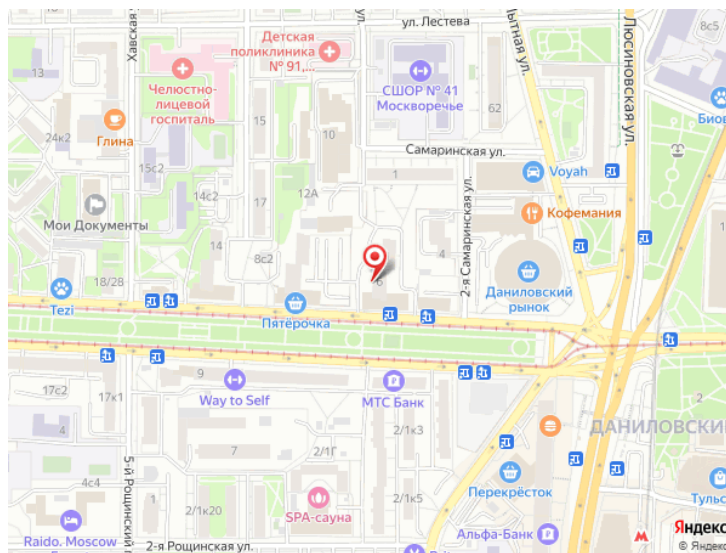 ул. Лестева
Хавская ул
Мытная ул.
Люсиновская ул.
8с5
13
Детская
поликлиника
№ 91,...
Челюстно-
лицевой
госпиталь
СШОР № 41
Москворечье
62
Биов
24к2
Глина
15
10
15с2
17
Самаринская ул.
1
Voyah
14с2
12А
Мои Документы
Кофемания
14
8с2
4
2-я Самаринская ул.
18/28
6
Даниловский
рынок
Tezi
Пятёрочка
9
17с2
17к1
Way to Self
МТС Банк
2/1к3
ДАНИЛОВСКИЙ
7
2/1Г
5-й Рощинский
4с4
1
2/1к5
Перекрёсток
Тульс
2/1к20
SPA-сауна
Raido. Moscow
2-я Рощинская ул.
Альфа-Банк
Яндекс
© Яндекс